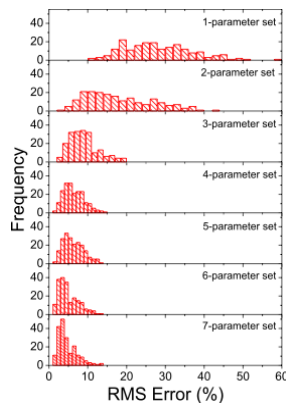 40
20
0
1-parameter set
40
20
0
2-parameter set
40
20
0
3-parameter set
40
20
0
4-parameter set
40
20
0
5-parameter set
40
20
0
6-parameter set
40
20
0
7-parameter set
Frequency
0 10 20 30 40 50 60
RMS Error (%)